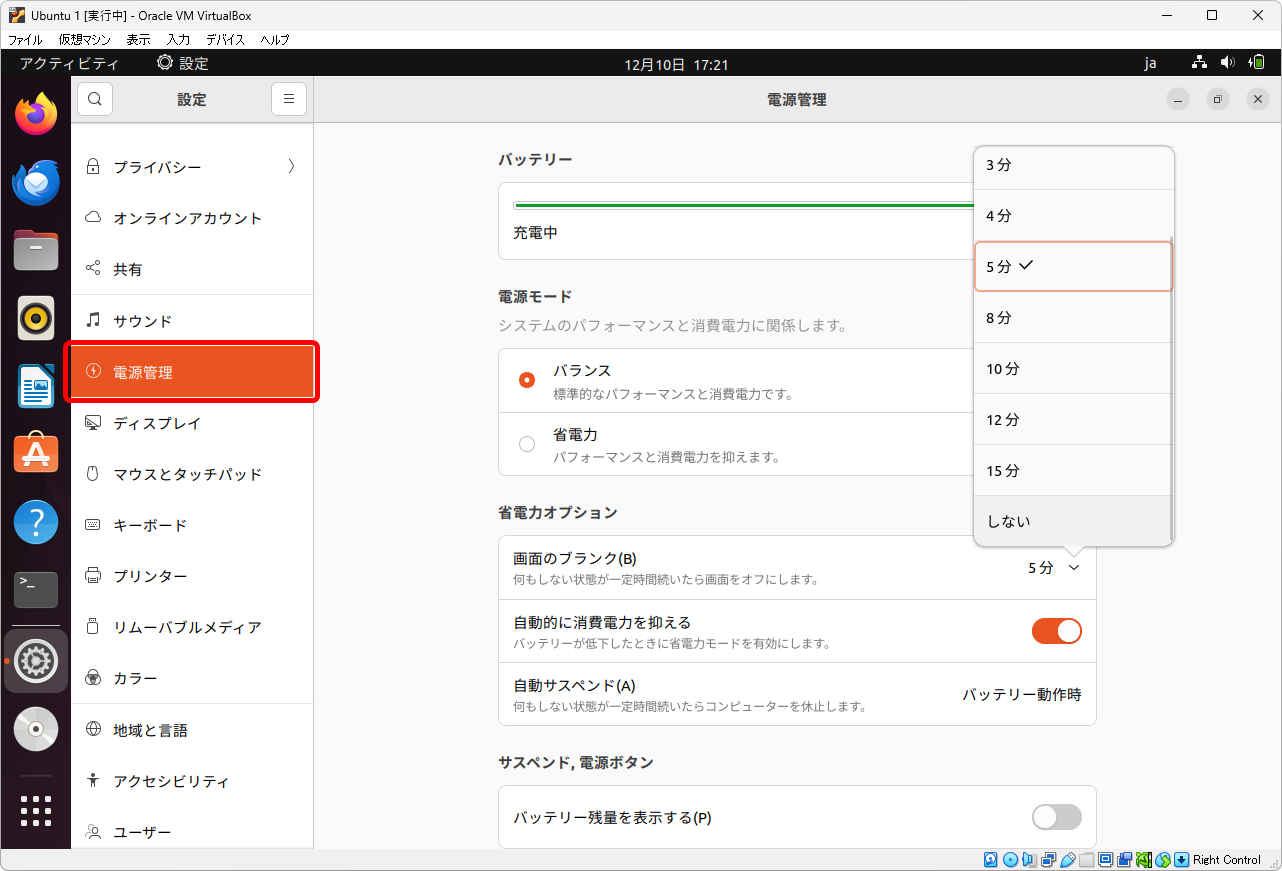 Ubuntu 1 [実行中] - Oracle VM VirtualBox
ファイル 仮想マシン 表示 入力 デバイス ヘルプ
アクティビティ 設定 12月10日 17:21 ja
設定
電源管理
プライバシー
オンラインアカウント
共有
サウンド
電源管理
ディスプレイ
マウスとタッチパッド
キーボード
プリンター
リムーバブルメディア
カラー
地域と言語
アクセシビリティ
ユーザー
バッテリー
充電中
電源モード
システムのパフォーマンスと消費電力に関係します。
バランス
標準的なパフォーマンスと消費電力です。
省電力
パフォーマンスと消費電力を抑えます。
省電力オプション
画面のブランク(B)
何もしない状態が一定時間続いたら画面をオフにします。
5 分
自動的に消費電力を抑える
バッテリーが低下したときに省電力モードを有効にします。
自動サスペンド(A)
何もしない状態が一定時間続いたらコンピューターを休止します。
バッテリー動作時
サスペンド, 電源ボタン
バッテリー残量を表示する(P)
3 分
4 分
5 分
8 分
10 分
12 分
15 分
しない
Right Control